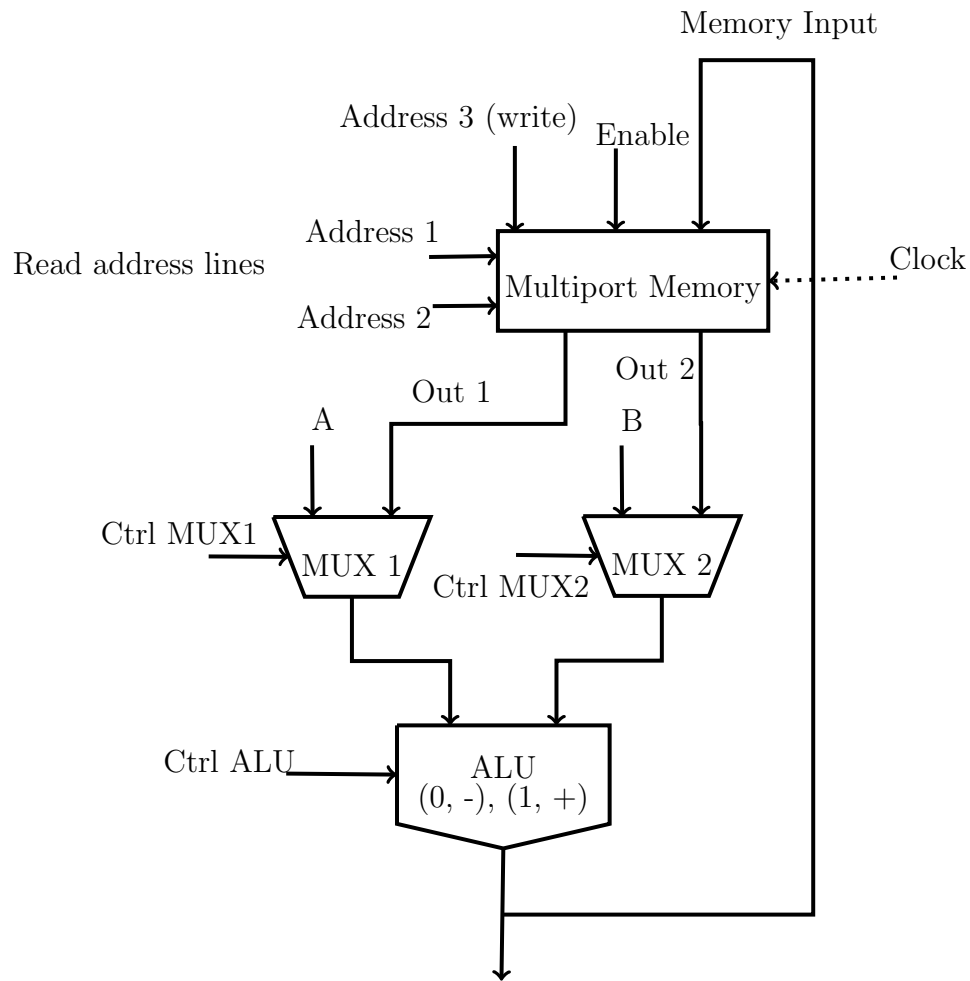 Memory Input
Address 3 (write)
Enable
Address 1
Read address lines
Clock
Multiport Memory
Address 2
Out 2
Out 1
A
B
Ctrl MUX1
MUX 1
MUX 2
Ctrl MUX2
Ctrl ALU
ALU
(0, -), (1, +)